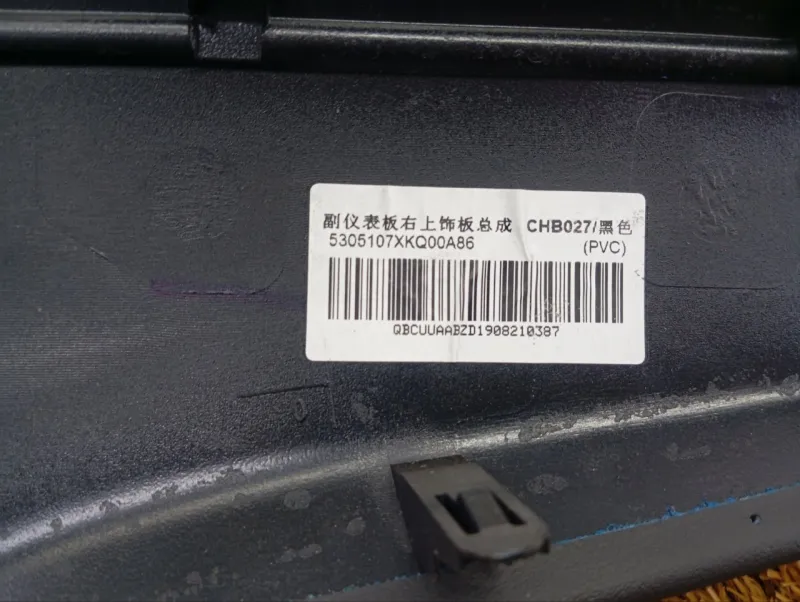 副仪表板右上饰板总成 CHB027/黑色
5305107XKQ00A86 (PVC)
QBCUUAABZD1908210387